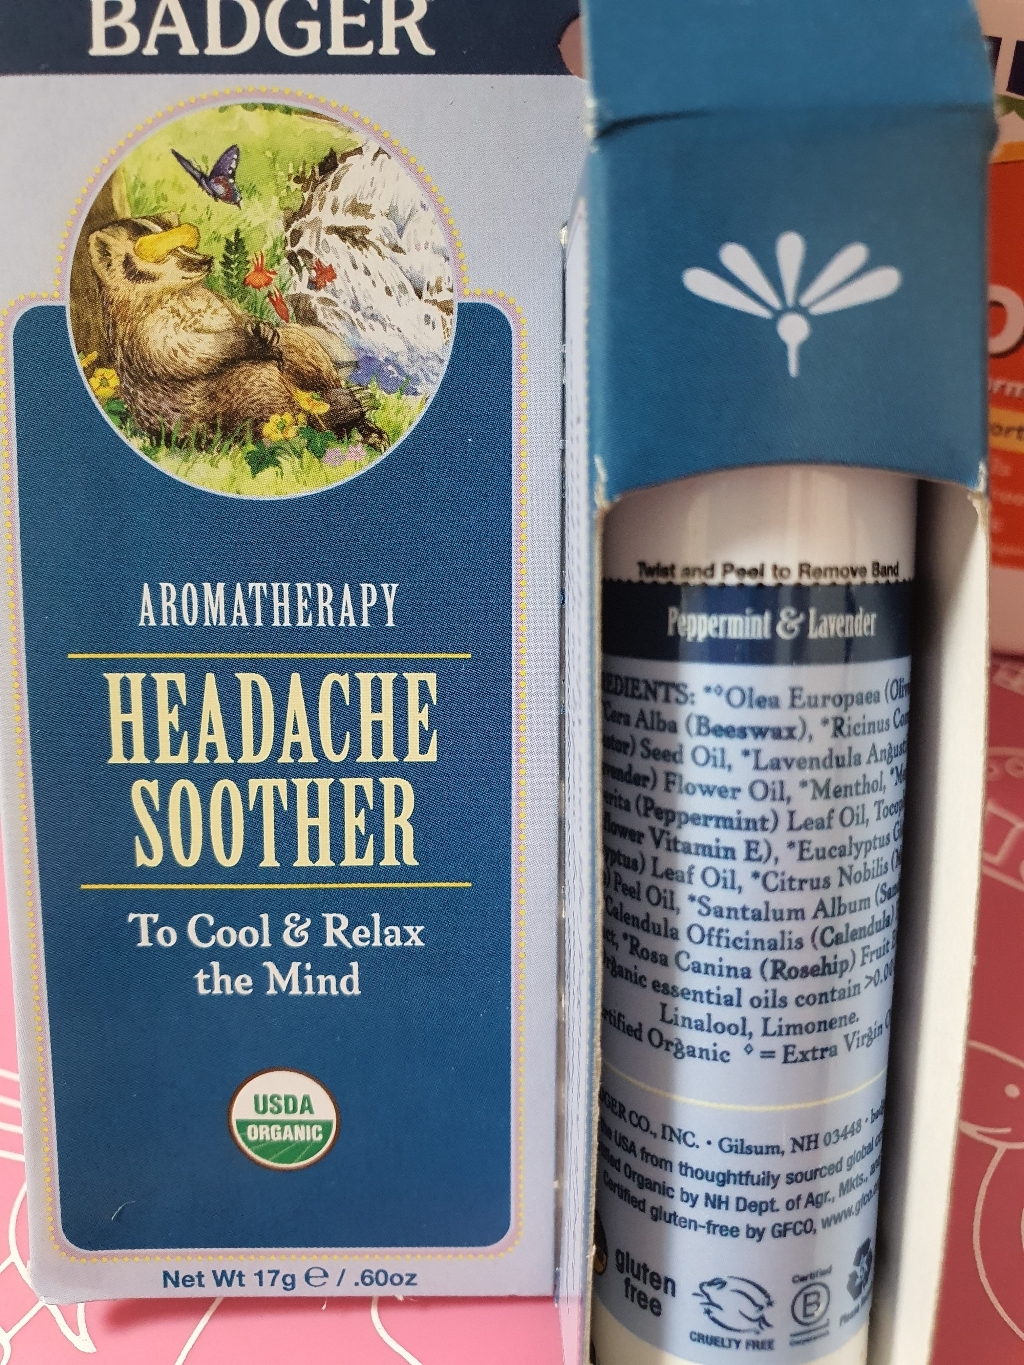 BADGER
AROMATHERAPY
HEADACHE
SOOTHER
To Cool & Relax
the Mind
USDA
ORGANIC
Net Wt 17g ℮ / .60oz
Twist and Peel to Remove Band
Peppermint & Lavender
*◊Olea Europaea
Alba (Beeswax), *Ricinus
Seed Oil, *Lavendula
Flower Oil, *Menthol,
(Peppermint) Leaf Oil,
Vitamin E), *Eucalyptus
Leaf Oil, *Citrus Nobilis
Peel Oil, *Santalum Album
Calendula Officinalis (Calendula)
*Rosa Canina (Rosehip) Fruit
essential oils contain
Linalool, Limonene.
Organic ◊ = Extra Virgin
CO., INC. • Gilsum, NH 03448 •
USA from thoughtfully sourced global
Organic by NH Dept. of Agr., Mkts.,
Certified gluten-free by GFCO,
gluten
free
CRUELTY FREE
Certified
B
Corporation